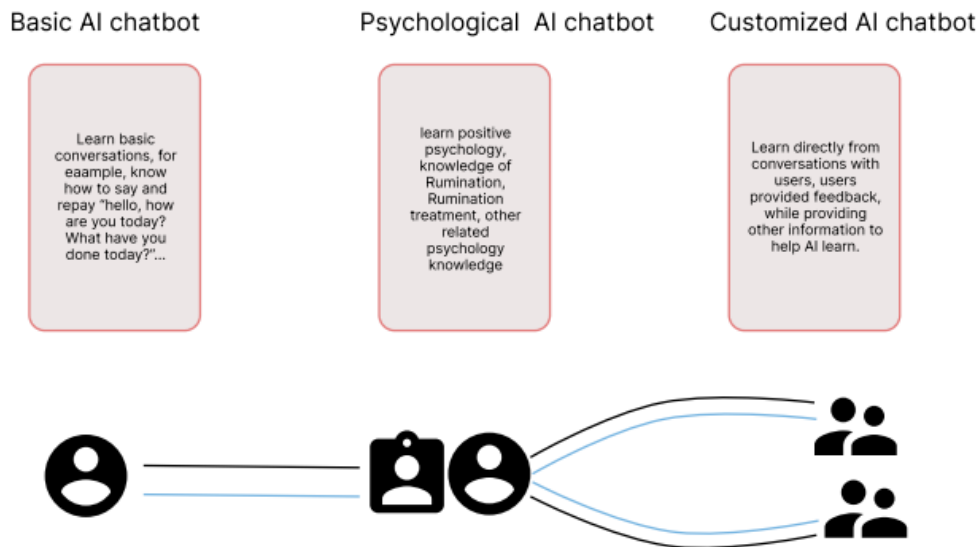 Basic AI chatbot
Psychological AI chatbot
Customized AI chatbot
Learn basic
conversations, for
eaample, know
how to say and
repay "hello, how
are you today?
What have you
done today?"...
learn positive
psychology,
knowledge of
Rumination,
Rumination
treatment, other
related
psychology
knowledge
Learn directly from
conversations with
users, users
provided feedback,
while providing
other information to
help AI learn.